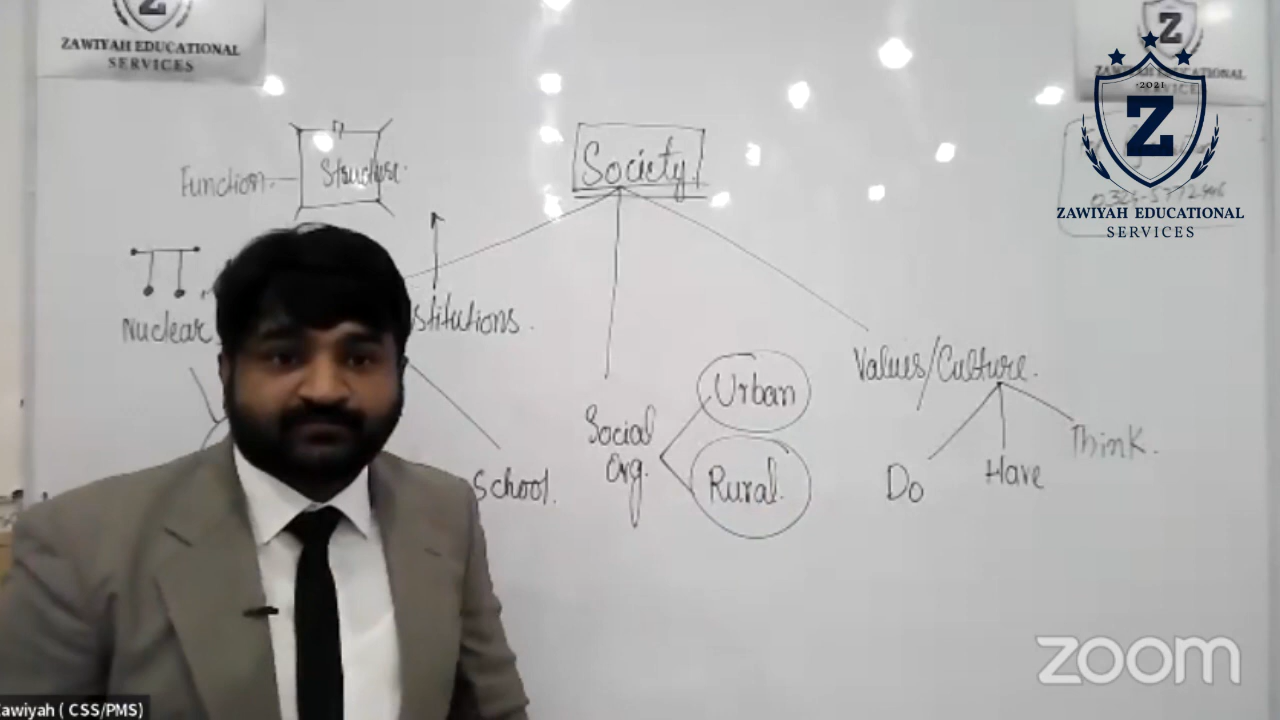 Z
ZAWIYAH EDUCATIONAL
SERVICES
Z
SERVICE
·2021·
Z
ZAWIYAH EDUCATIONAL
SERVICES
Function.
Structure.
Society.
Nuclear
stitutions.
School.
Social
Org.
Urban
Rural.
Values/Culture.
Do
Have
Think.
zoom
awiyah ( CSS/PMS)